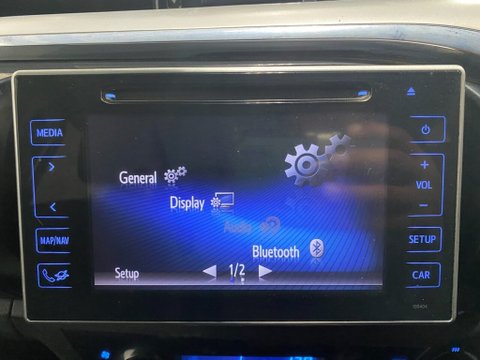 MEDIA
General
Display
Audio
Bluetooth
Setup
1/2
MAP/NAV
VOL
SETUP
CAR